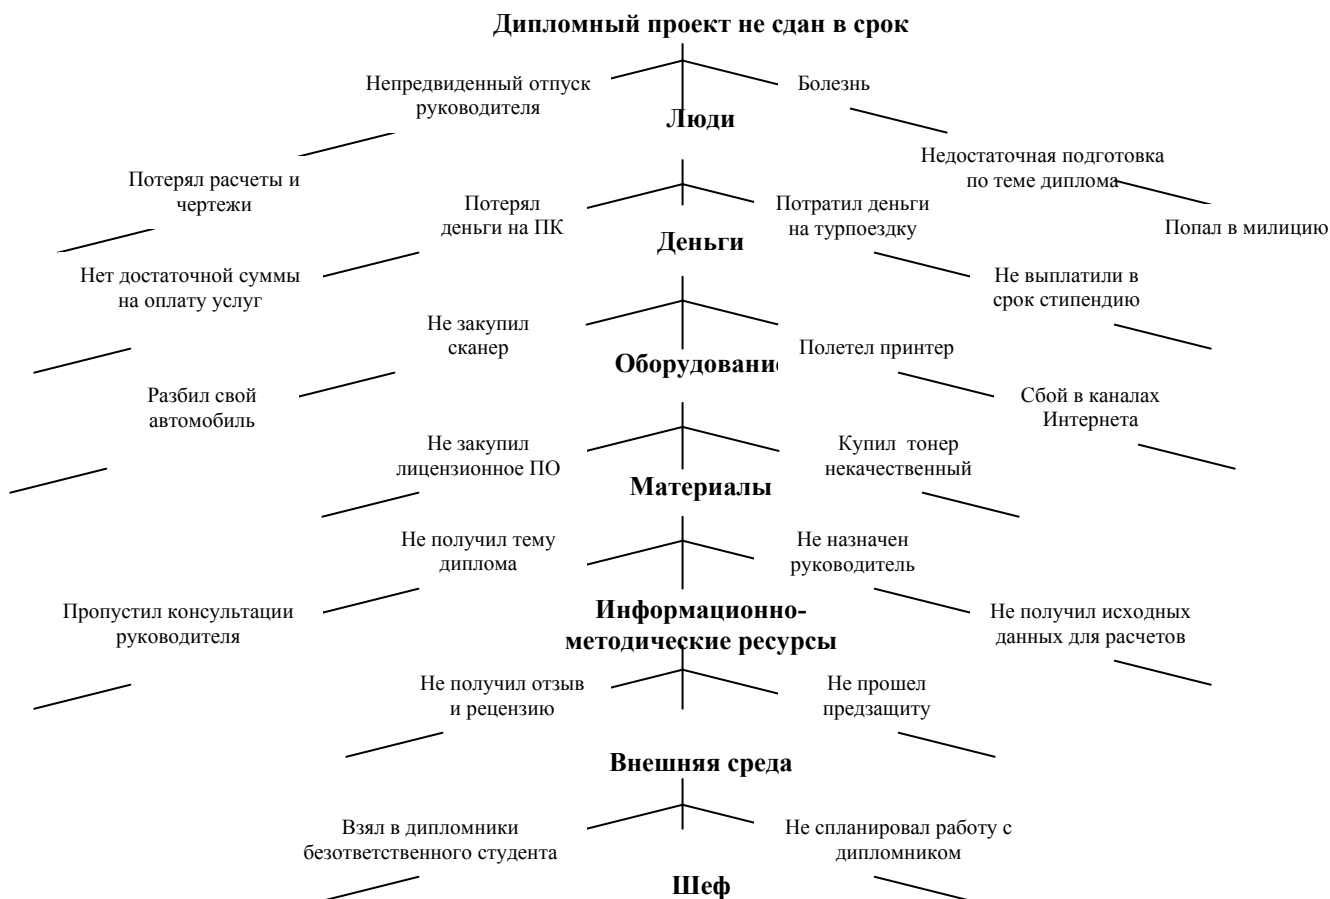 Дипломный проект не сдан в срок
Непредвиденный отпуск
руководителя
Болезнь
Люди
Потерял расчеты и
чертежи
Недостаточная подготовка
по теме диплома
Потерял
деньги на ПК
Потратил деньги
на турпоездку
Попал в милицию
Деньги
Нет достаточной суммы
на оплату услуг
Не выплатили в
срок стипендию
Не закупил
сканер
Полетел принтер
Оборудование
Разбил свой
автомобиль
Сбой в каналах
Интернета
Не закупил
лицензионное ПО
Купил тонер
некачественный
Материалы
Не получил тему
диплома
Не назначен
руководитель
Пропустил консультации
руководителя
Информационно-
методические ресурсы
Не получил исходных
данных для расчетов
Не получил отзыв
и рецензию
Не прошел
предзащиту
Внешняя среда
Взял в дипломники
безответственного студента
Не спланировал работу с
дипломником
Шеф